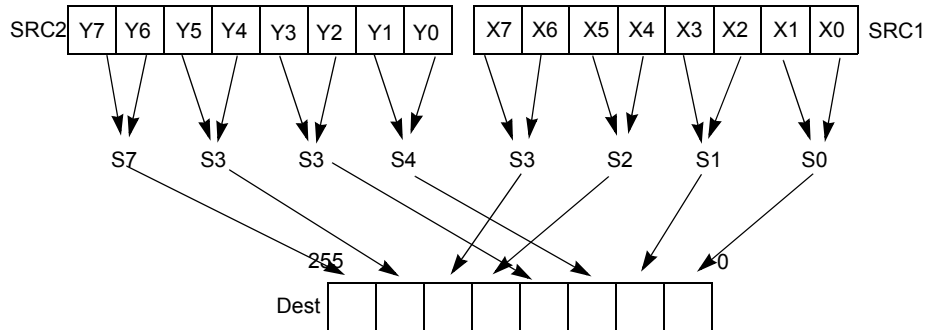 SRC2 Y7 Y6 Y5 Y4 Y3 Y2 Y1 Y0 X7 X6 X5 X4 X3 X2 X1 X0 SRC1
S7 S3 S3 S4 S3 S2 S1 S0
255 0
Dest